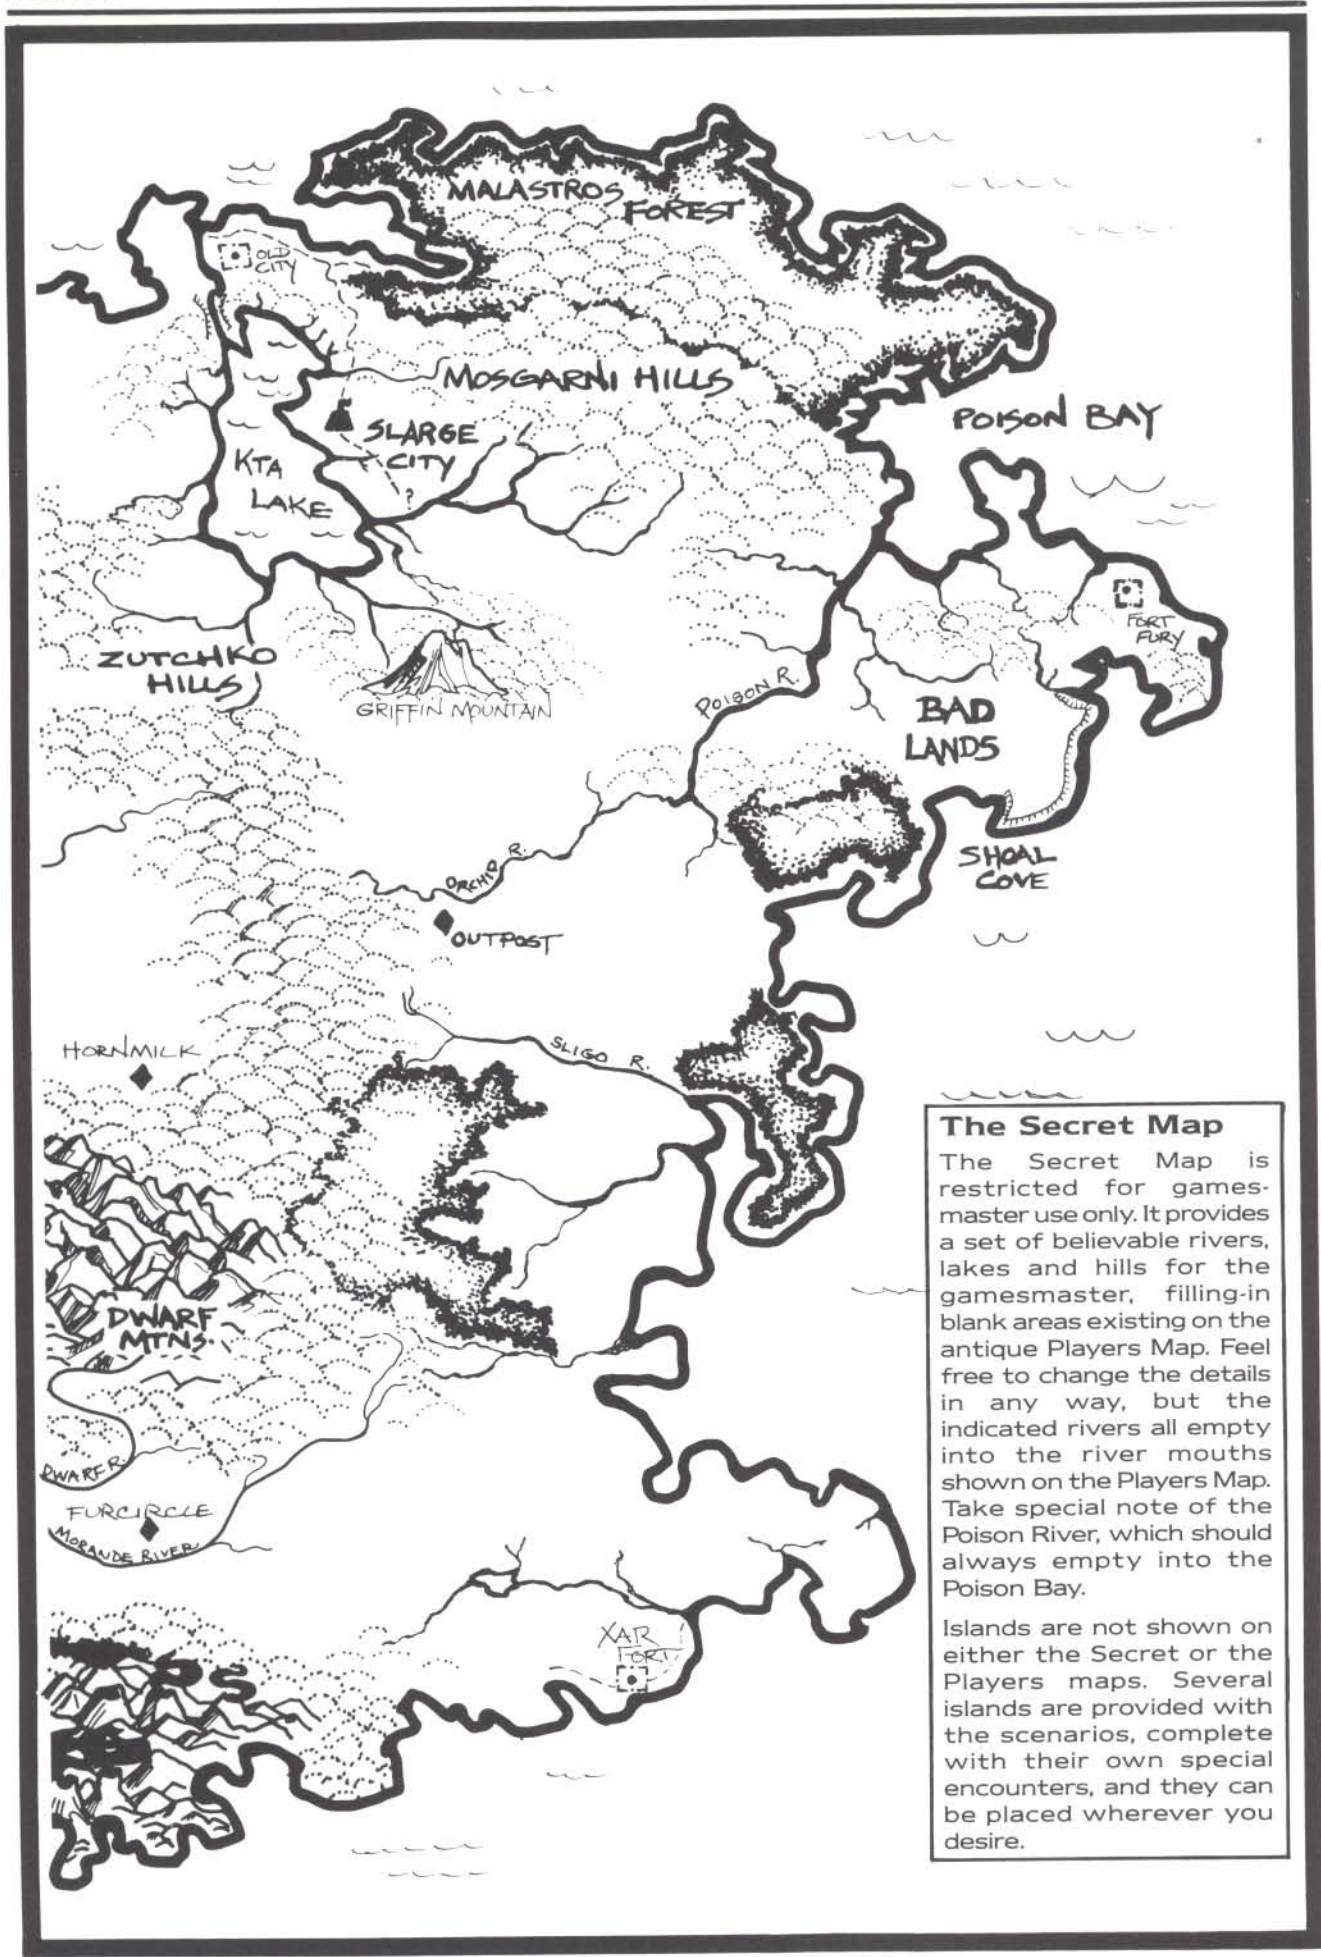 MALASTROS
FOREST
OLD
CITY
MOSGARNI HILLS
POISON BAY
SLARGE
CITY
KTA
LAKE
?
FORT
FURY
ZUTCHKO
HILLS
GRIFFIN MOUNTAIN
POISON R.
BAD
LANDS
SHOAL
COVE
ORCHID R.
OUTPOST
HORNMILK
SLIGO R.
DWARF
MTNS.
DWARF R.
FURCIRCLE
MORANDE RIVER
XAR
FORT
The Secret Map
The Secret Map is
restricted for games-
master use only. It provides
a set of believable rivers,
lakes and hills for the
gamesmaster, filling-in
blank areas existing on the
antique Players Map. Feel
free to change the details
in any way, but the
indicated rivers all empty
into the river mouths
shown on the Players Map.
Take special note of the
Poison River, which should
always empty into the
Poison Bay.
Islands are not shown on
either the Secret or the
Players maps. Several
islands are provided with
the scenarios, complete
with their own special
encounters, and they can
be placed wherever you
desire.